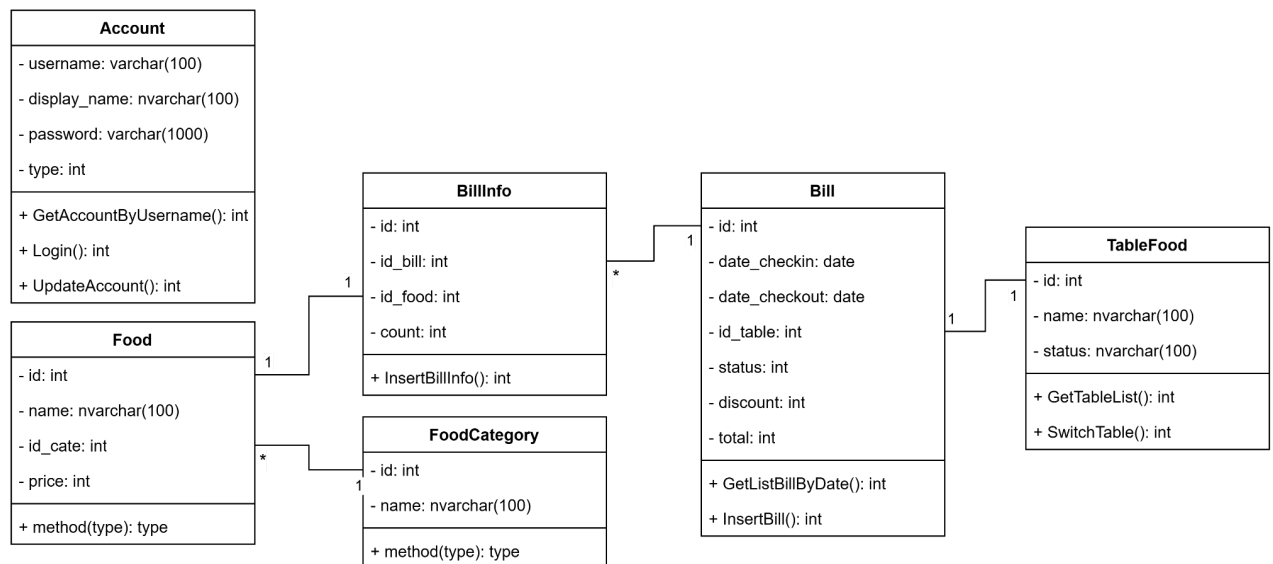 Account
- username: varchar(100)
- display_name: nvarchar(100)
- password: varchar(1000)
- type: int
+ GetAccountByUsername(): int
+ Login(): int
+ UpdateAccount(): int
Food
- id: int
- name: nvarchar(100)
- id_cate: int
- price: int
+ method(type): type
1
1
*
1
BillInfo
- id: int
- id_bill: int
- id_food: int
- count: int
+ InsertBillInfo(): int
FoodCategory
- id: int
- name: nvarchar(100)
+ method(type): type
*
1
Bill
- id: int
- date_checkin: date
- date_checkout: date
- id_table: int
- status: int
- discount: int
- total: int
+ GetListBillByDate(): int
+ InsertBill(): int
1
1
TableFood
- id: int
- name: nvarchar(100)
- status: nvarchar(100)
+ GetTableList(): int
+ SwitchTable(): int